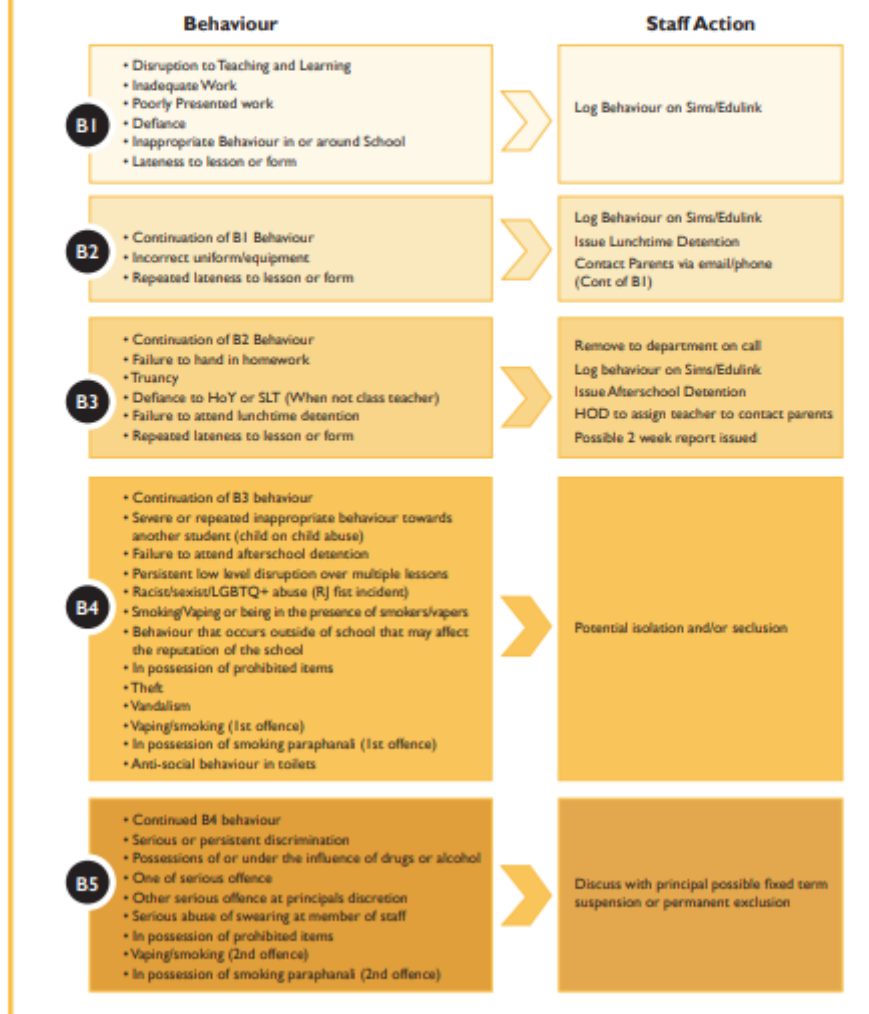 Behaviour
Staff Action
B1
• Disruption to Teaching and Learning
• Inadequate Work
• Poorly Presented work
• Defiance
• Inappropriate Behaviour in or around School
• Lateness to lesson or form
Log Behaviour on Sims/Edulink
B2
• Continuation of B1 Behaviour
• Incorrect uniform/equipment
• Repeated lateness to lesson or form
Log Behaviour on Sims/Edulink
Issue Lunchtime Detention
Contact Parents via email/phone
(Cont of B1)
B3
• Continuation of B2 Behaviour
• Failure to hand in homework
• Truancy
• Defiance to HoY or SLT (When not class teacher)
• Failure to attend lunchtime detention
• Repeated lateness to lesson or form
Remove to department on call
Log behaviour on Sims/Edulink
Issue Afterschool Detention
HOD to assign teacher to contact parents
Possible 2 week report issued
B4
• Continuation of B3 behaviour
• Severe or repeated inappropriate behaviour towards
another student (child on child abuse)
• Failure to attend afterschool detention
• Persistent low level disruption over multiple lessons
• Racist/sexist/LGBTQ+ abuse (RJ fist incident)
• Smoking/Vaping or being in the presence of smokers/vapers
• Behaviour that occurs outside of school that may affect
the reputation of the school
• In possession of prohibited items
• Theft
• Vandalism
• Vaping/smoking (1st offence)
• In possession of smoking paraphanali (1st offence)
• Anti-social behaviour in toilets
Potential isolation and/or seclusion
B5
• Continued B4 behaviour
• Serious or persistent discrimination
• Possessions of or under the influence of drugs or alcohol
• One of serious offence
• Other serious offence at principals discretion
• Serious abuse of swearing at member of staff
• In possession of prohibited items
• Vaping/smoking (2nd offence)
• In possession of smoking paraphanali (2nd offence)
Discuss with principal possible fixed term
suspension or permanent exclusion